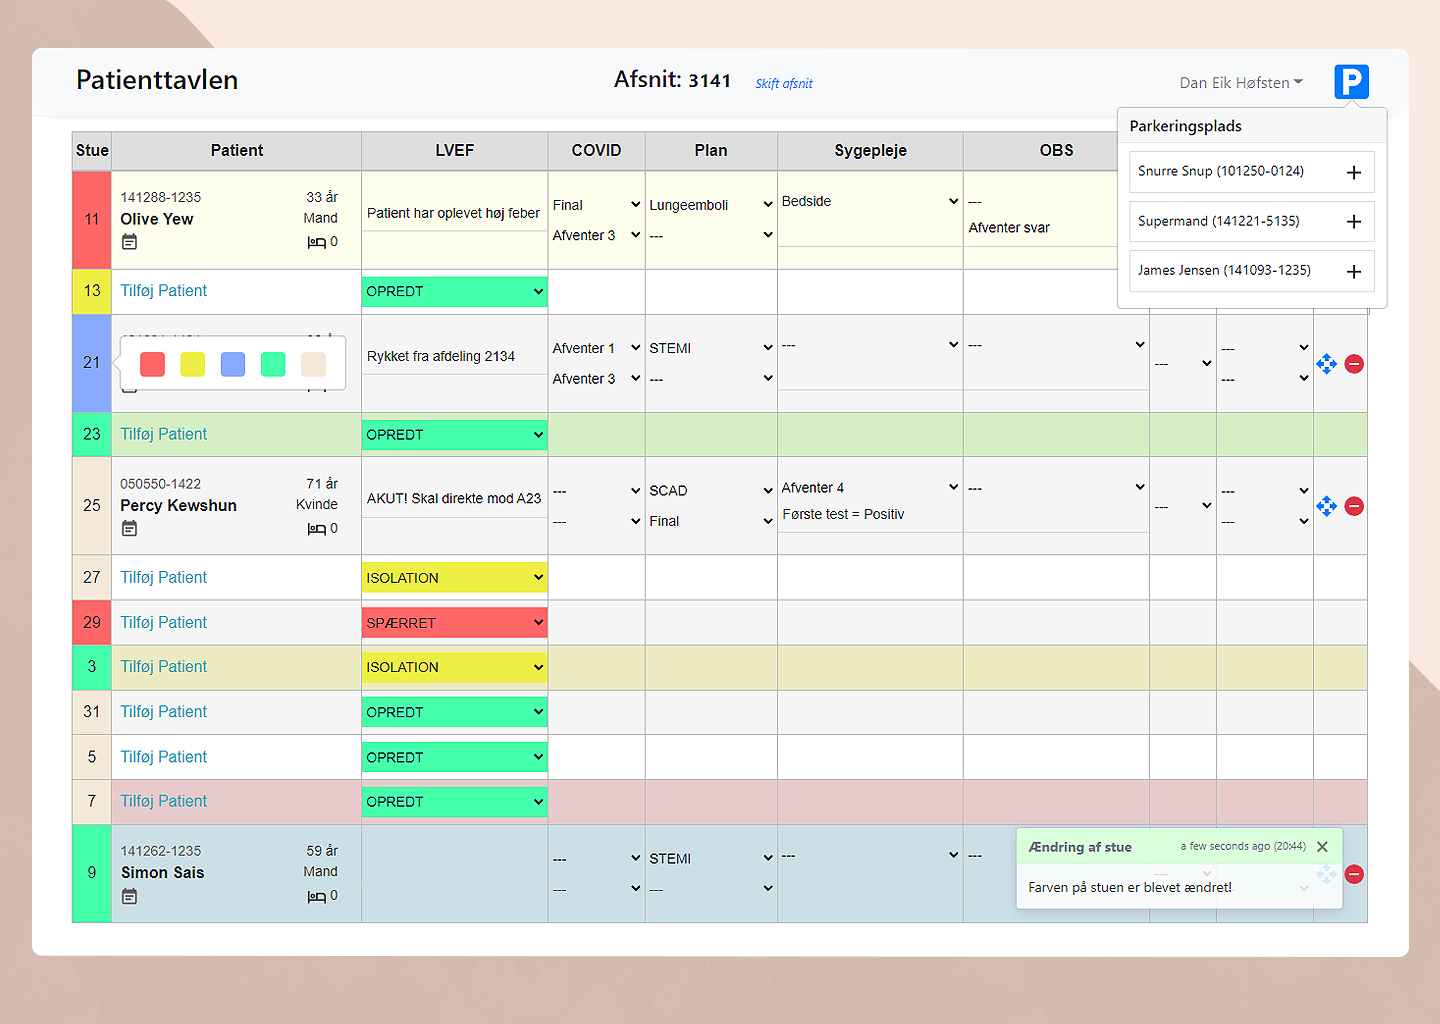 Patienttavlen
Afsnit: 3141
Skift afsnit
Dan Eik Høfsten
P
Parkeringsplads
Snurre Snup (101250-0124)
Supermand (141221-5135)
James Jensen (141093-1235)
Stue Patient LVEF COVID Plan Sygepleje OBS
11
141288-1235 33 år
Olive Yew Mand
0
Patient har oplevet høj feber
Final
Afventer 3
Lungeemboli
---
Bedside
---
Afventer svar
13 Tilføj Patient OPREDT
21
Rykket fra afdeling 2134
Afventer 1
Afventer 3
STEMI
---
---
---
---
---
---
23 Tilføj Patient OPREDT
25
050550-1422 71 år
Percy Kewshun Kvinde
0
AKUT! Skal direkte mod A23
---
---
SCAD
Final
Afventer 4
Første test = Positiv
---
---
---
---
27 Tilføj Patient ISOLATION
29 Tilføj Patient SPÆRRET
3 Tilføj Patient ISOLATION
31 Tilføj Patient OPREDT
5 Tilføj Patient OPREDT
7 Tilføj Patient OPREDT
9
141262-1235 59 år
Simon Sais Mand
0
---
---
STEMI
---
---
---
Ændring af stue a few seconds ago (20:44)
Farven på stuen er blevet ændret!